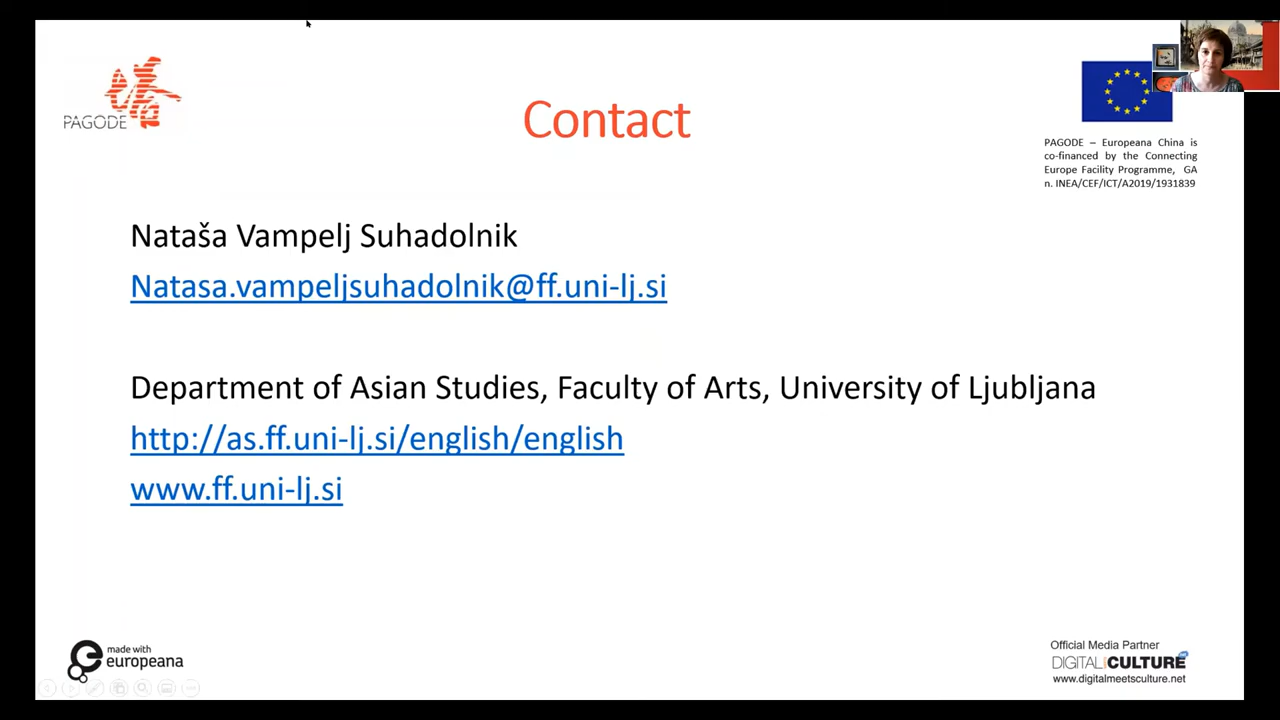 PAGODE
Contact
PAGODE – Europeana China is
co-financed by the Connecting
Europe Facility Programme, GA
n. INEA/CEF/ICT/A2019/1931839
Nataša Vampelj Suhadolnik
Natasa.vampeljsuhadolnik@ff.uni-lj.si
Department of Asian Studies, Faculty of Arts, University of Ljubljana
http://as.ff.uni-lj.si/english/english
www.ff.uni-lj.si
made with
europeana
Official Media Partner
DIGITAL CULTURE
www.digitalmeetsculture.net